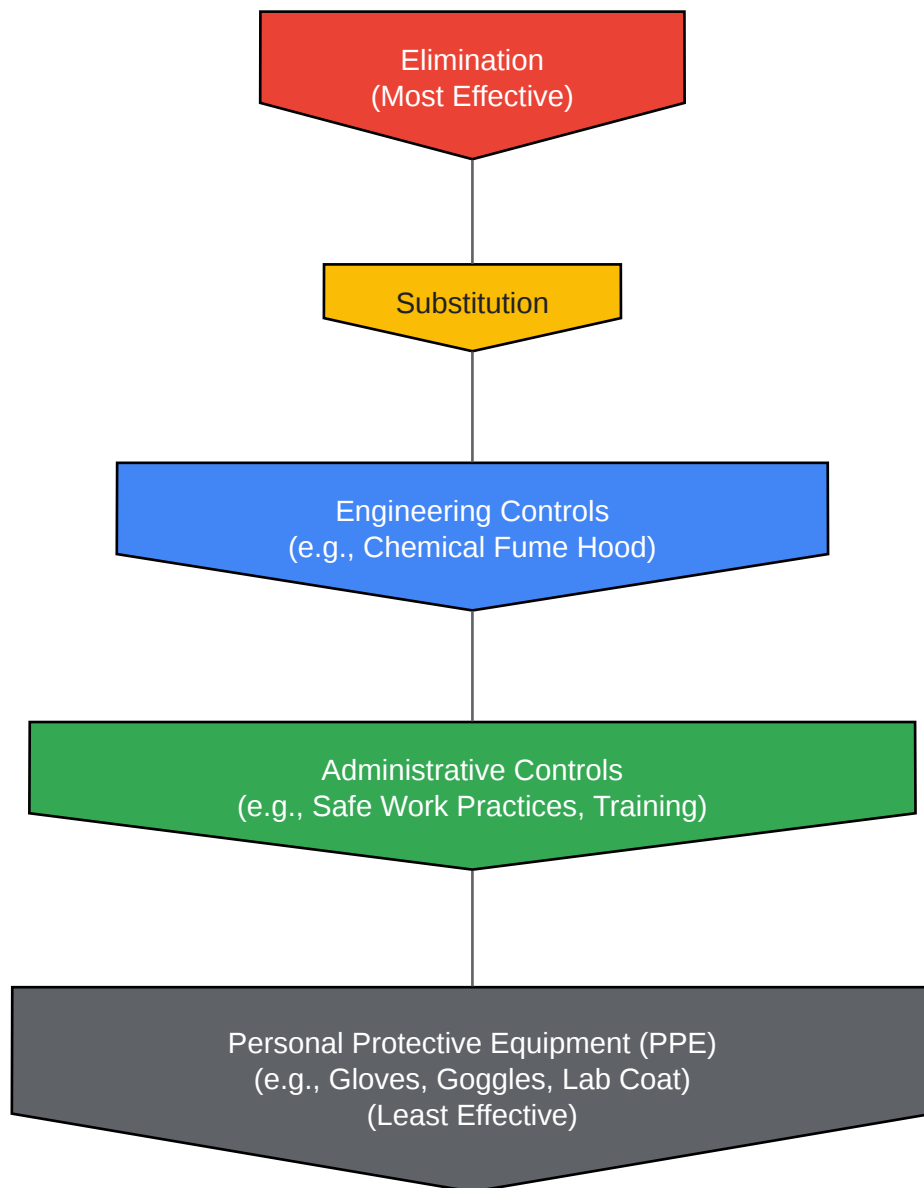 Elimination
(Most Effective)
Substitution
Engineering Controls
(e.g., Chemical Fume Hood)
Administrative Controls
(e.g., Safe Work Practices, Training)
Personal Protective Equipment (PPE)
(e.g., Gloves, Goggles, Lab Coat)
(Least Effective)